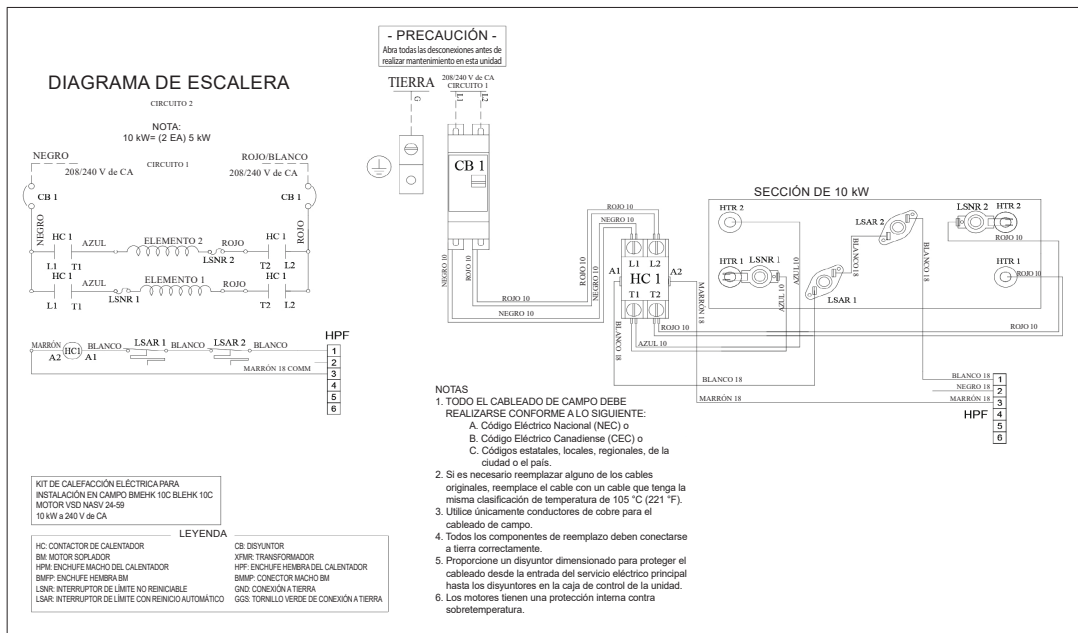 - PRECAUCIÓN -
Abra todas las desconexiones antes de
realizar mantenimiento en esta unidad
DIAGRAMA DE ESCALERA
CIRCUITO 2
NOTA:
10 kW= (2 EA) 5 kW
CIRCUITO 1
NEGRO
208/240 V de CA
ROJO/BLANCO
208/240 V de CA
CB 1
CB 1
NEGRO
ROJO
HC 1
AZUL
ELEMENTO 2
LSNR 2
ROJO
HC 1
L1
T1
T2
L2
HC 1
AZUL
LSNR 1
ELEMENTO 1
ROJO
HC 1
L1
T1
T2
L2
HPF
MARRÓN
HC1
A2
A1
BLANCO
LSAR 1
BLANCO
LSAR 2
BLANCO
MARRÓN 18 COMM
1
2
3
4
5
6
TIERRA
G
208/240 V de CA
CIRCUITO 1
L1
L2
CB 1
NEGRO 10
ROJO 10
ROJO 10
NEGRO 10
ROJO 10
NEGRO 10
ROJO 10
NEGRO 10
L1
L2
A1
HC 1
A2
T1
T2
MARRÓN 18
BLANCO 18
AZUL 10
ROJO 10
BLANCO 18
MARRÓN 18
SECCIÓN DE 10 kW
HTR 2
HTR 1
LSNR 1
AZUL 10
AZUL 10
LSAR 2
BLANCO 18
LSAR 1
BLANCO 18
LSNR 2
HTR 2
ROJO 10
HTR 1
ROJO 10
ROJO 10
BLANCO 18
NEGRO 18
MARRÓN 18
HPF
1
2
3
4
5
6
NOTAS
1. TODO EL CABLEADO DE CAMPO DEBE
REALIZARSE CONFORME A LO SIGUIENTE:
A. Código Eléctrico Nacional (NEC) o
B. Código Eléctrico Canadiense (CEC) o
C. Códigos estatales, locales, regionales, de la
ciudad o el país.
2. Si es necesario reemplazar alguno de los cables
originales, reemplace el cable con un cable que tenga la
misma clasificación de temperatura de 105 °C (221 °F).
3. Utilice únicamente conductores de cobre para el
cableado de campo.
4. Todos los componentes de reemplazo deben conectarse
a tierra correctamente.
5. Proporcione un disyuntor dimensionado para proteger el
cableado desde la entrada del servicio eléctrico principal
hasta los disyuntores en la caja de control de la unidad.
6. Los motores tienen una protección interna contra
sobretemperatura.
KIT DE CALEFACCIÓN ELÉCTRICA PARA
INSTALACIÓN EN CAMPO BMEHK 10C BLEHK 10C
MOTOR VSD NASV 24-59
10 kW a 240 V de CA
LEYENDA
HC: CONTACTOR DE CALENTADOR
BM: MOTOR SOPLADOR
HPM: ENCHUFE MACHO DEL CALENTADOR
BMFP: ENCHUFE HEMBRA BM
LSNR: INTERRUPTOR DE LÍMITE NO REINICIABLE
LSAR: INTERRUPTOR DE LÍMITE CON REINICIO AUTOMÁTICO
CB: DISYUNTOR
XFMR: TRANSFORMADOR
HPF: ENCHUFE HEMBRA DEL CALENTADOR
BMMP: CONECTOR MACHO BM
GND: CONEXIÓN A TIERRA
GGS: TORNILLO VERDE DE CONEXIÓN A TIERRA